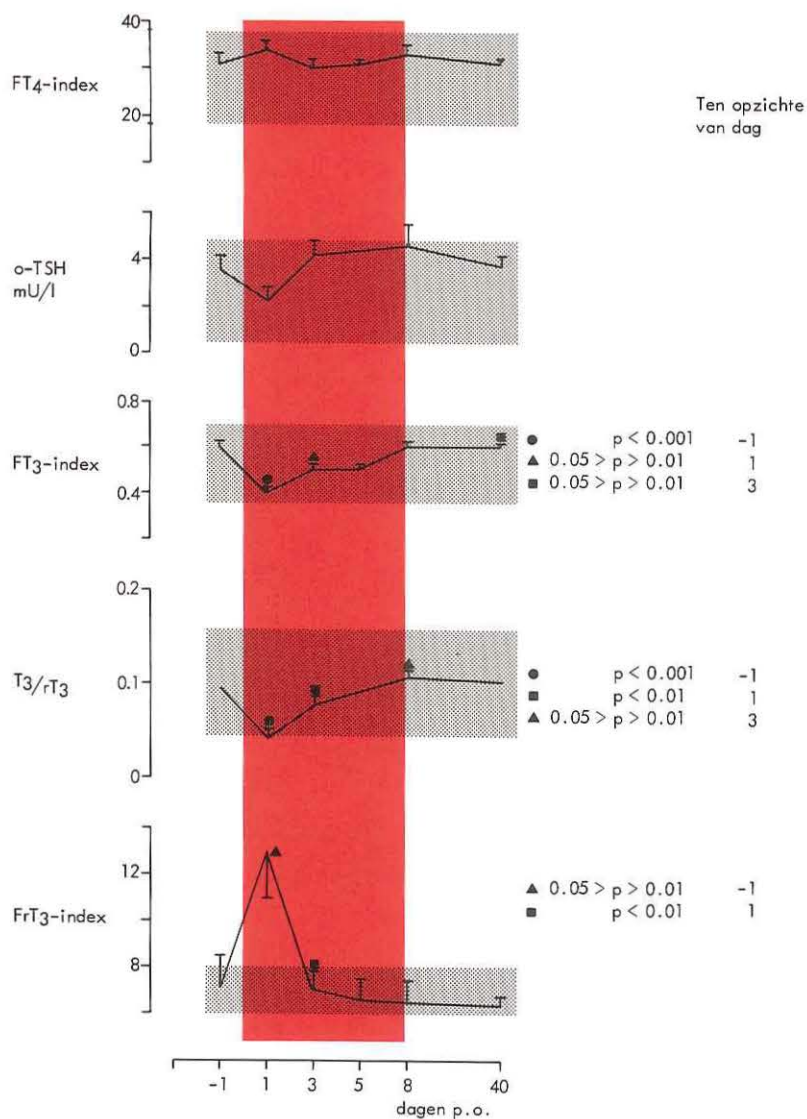 40
FT4-index
20
Ten opzichte
van dag
o-TSH
mU/l
4
0
0.8
FT3-index
0.4
● p < 0.001 -1
▲ 0.05 > p > 0.01 1
■ 0.05 > p > 0.01 3
0.2
T3/rT3
0.1
0
● p < 0.001 -1
■ p < 0.01 1
▲ 0.05 > p > 0.01 3
12
FrT3-index
8
▲ 0.05 > p > 0.01 -1
■ p < 0.01 1
-1 1 3 5 8 40
dagen p.o.